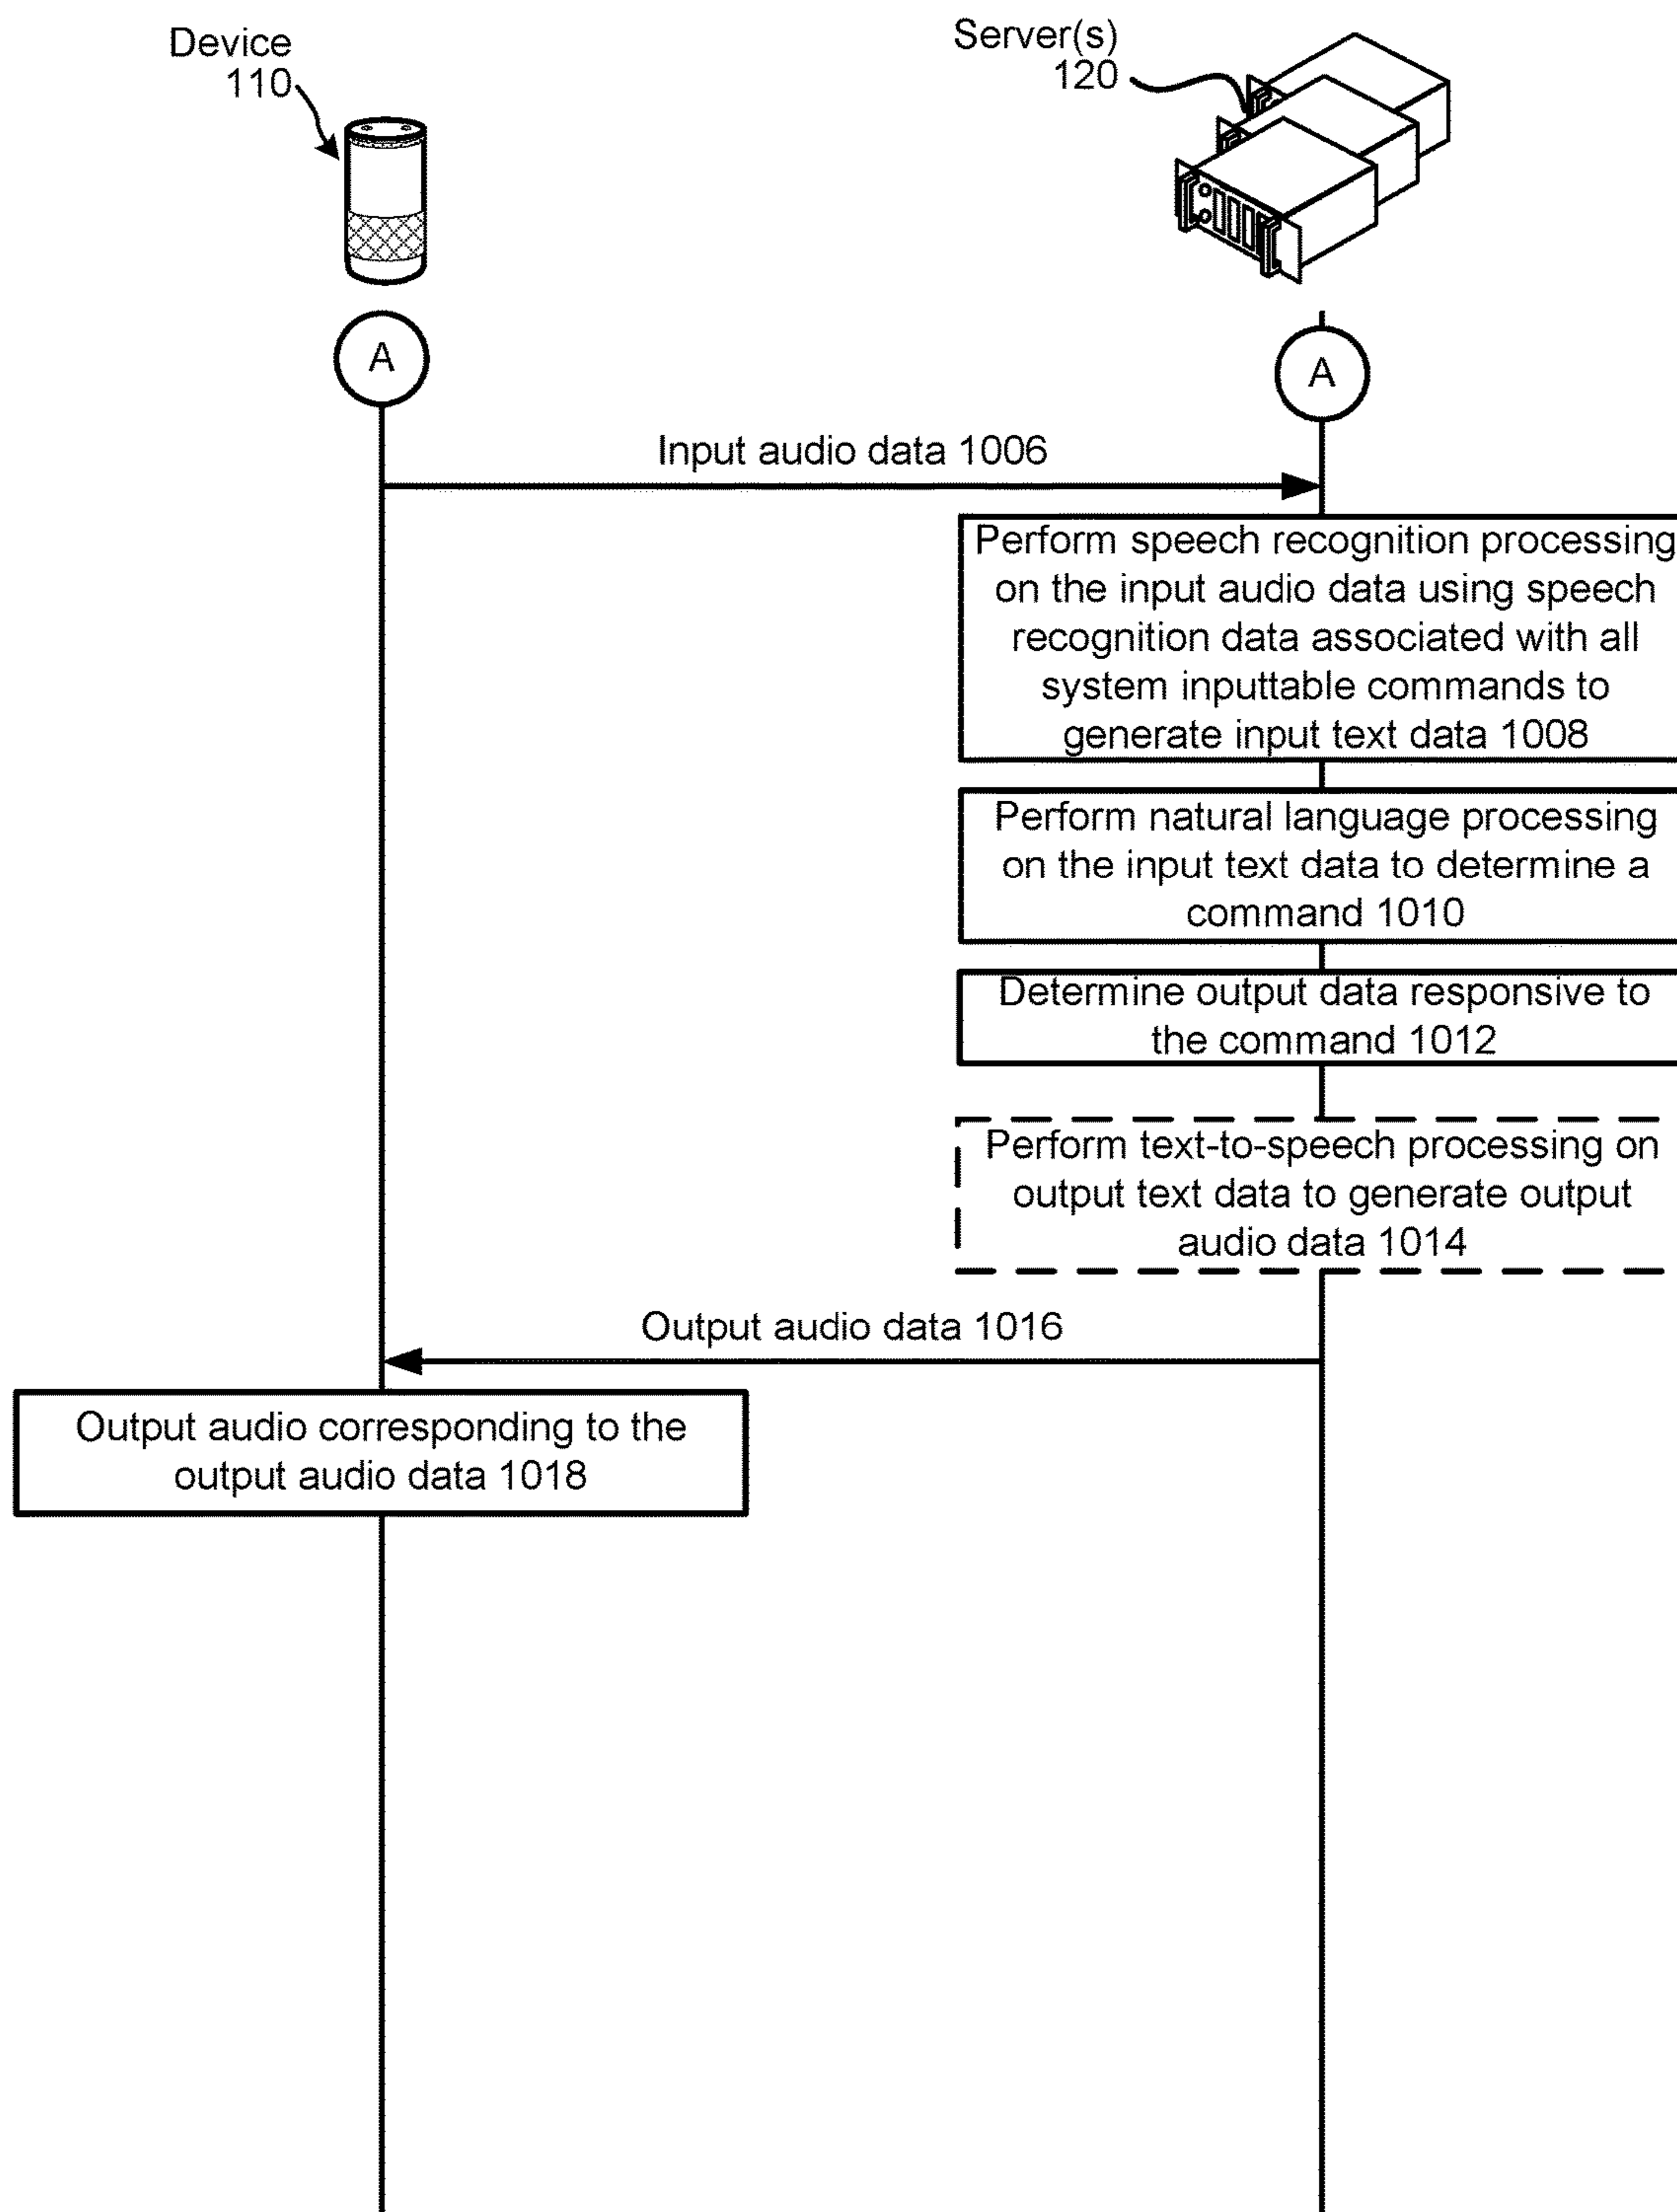 Device
110
Server(s)
120
A
A
Input audio data 1006
Perform speech recognition processing
on the input audio data using speech
recognition data associated with all
system inputtable commands to
generate input text data 1008
Perform natural language processing
on the input text data to determine a
command 1010
Determine output data responsive to
the command 1012
Perform text-to-speech processing on
output text data to generate output
audio data 1014
Output audio data 1016
Output audio corresponding to the
output audio data 1018